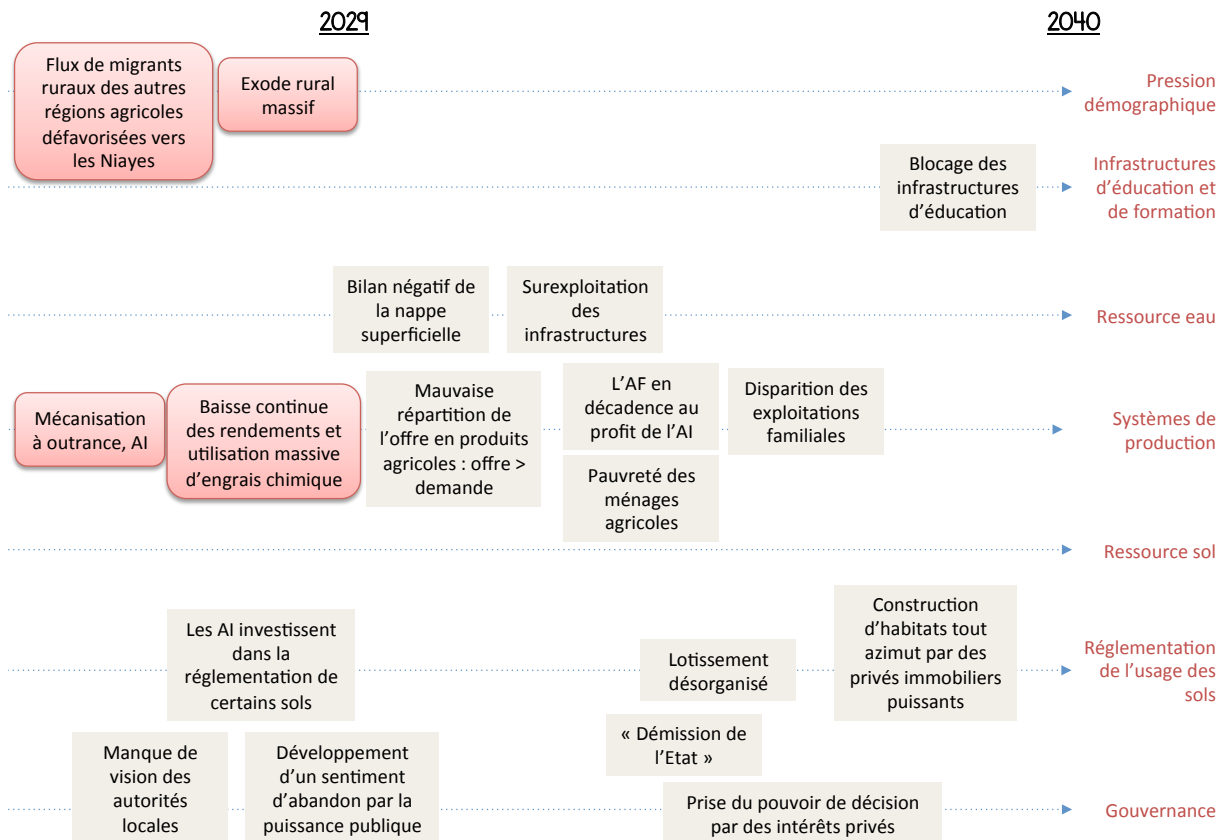 2029
2040
Flux de migrants
ruraux des autres
régions agricoles
défavorisées vers
les Niayes
Exode rural
massif
Pression
démographique
Blocage des
infrastructures
d'éducation
Infrastructures
d'éducation et
de formation
Bilan négatif de
la nappe
superficielle
Surexploitation
des
infrastructures
Ressource eau
Mécanisation
à outrance, AI
Baisse continue
des rendements et
utilisation massive
d'engrais chimique
Mauvaise
répartition de
l'offre en produits
agricoles : offre >
demande
L'AF en
décadence au
profit de l'AI
Pauvreté des
ménages
agricoles
Disparition des
exploitations
familiales
Systèmes de
production
Ressource sol
Les AI investissent
dans la
réglementation de
certains sols
Lotissement
désorganisé
Construction
d'habitats tout
azimut par des
privés immobiliers
puissants
Réglementation
de l'usage des
sols
Manque de
vision des
autorités
locales
Développement
d'un sentiment
d'abandon par la
puissance publique
« Démission de
l'Etat »
Prise du pouvoir de décision
par des intérêts privés
Gouvernance